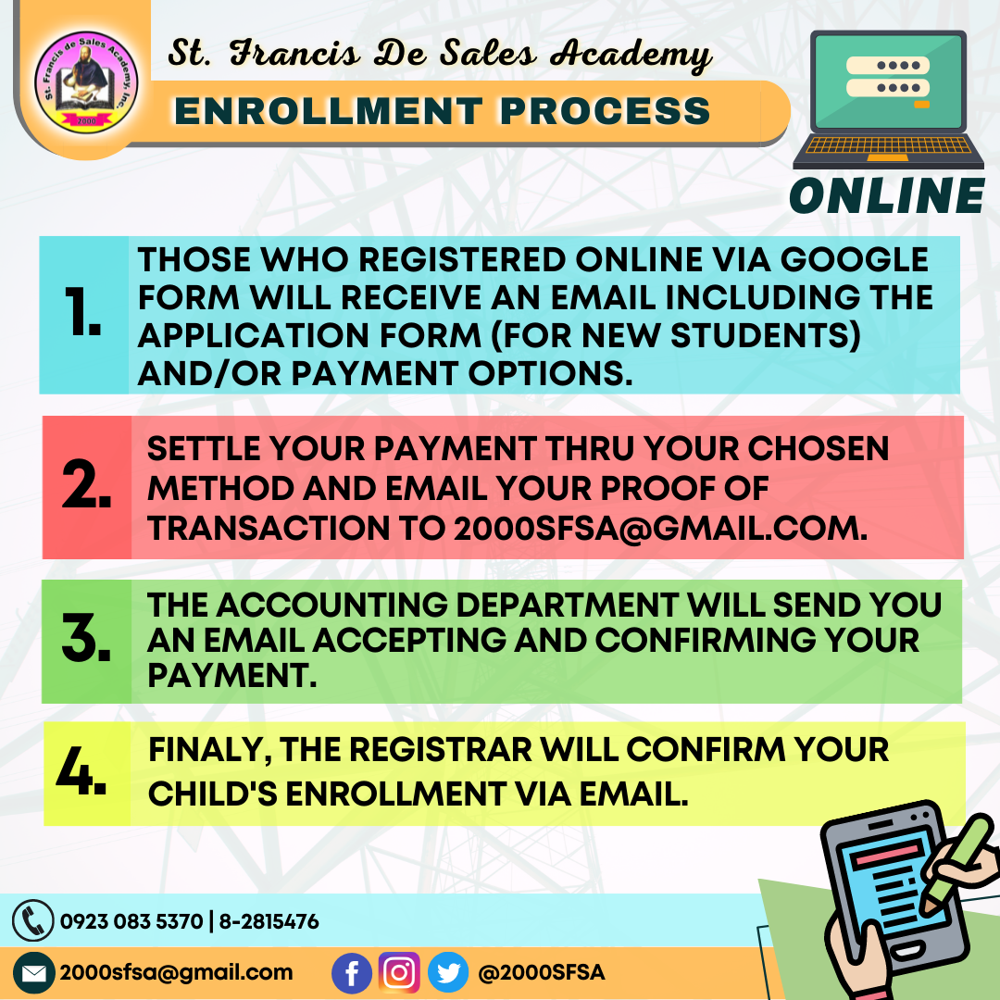 St. Francis de Sales Academy, Inc.
2000
St. Francis De Sales Academy
ENROLLMENT PROCESS
ONLINE
1.
THOSE WHO REGISTERED ONLINE VIA GOOGLE
FORM WILL RECEIVE AN EMAIL INCLUDING THE
APPLICATION FORM (FOR NEW STUDENTS)
AND/OR PAYMENT OPTIONS.
2.
SETTLE YOUR PAYMENT THRU YOUR CHOSEN
METHOD AND EMAIL YOUR PROOF OF
TRANSACTION TO 2000SFSA@GMAIL.COM.
3.
THE ACCOUNTING DEPARTMENT WILL SEND YOU
AN EMAIL ACCEPTING AND CONFIRMING YOUR
PAYMENT.
4.
FINALY, THE REGISTRAR WILL CONFIRM YOUR
CHILD'S ENROLLMENT VIA EMAIL.
0923 083 5370 | 8-2815476
2000sfsa@gmail.com
@2000SFSA